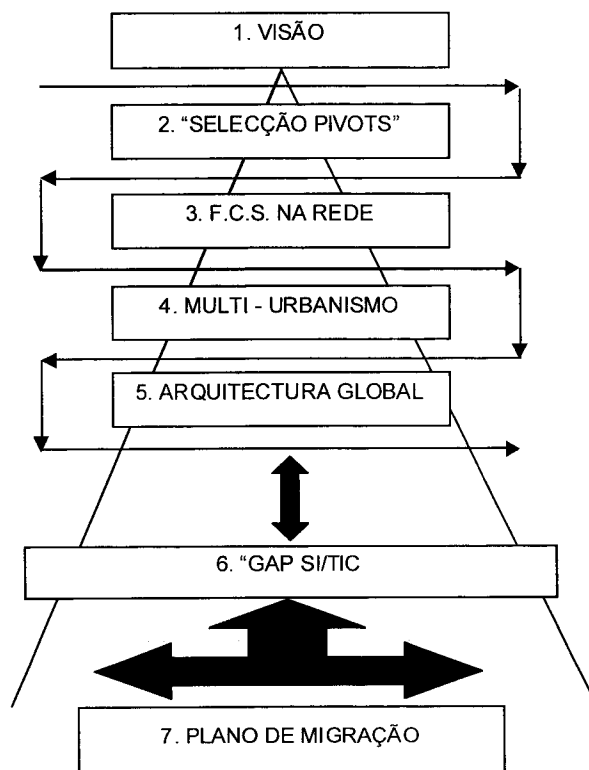 1. VISÃO
2. “SELECÇÃO PIVOTS”
3. F.C.S. NA REDE
4. MULTI - URBANISMO
5. ARQUITECTURA GLOBAL
6. “GAP SI/TIC
7. PLANO DE MIGRAÇÃO